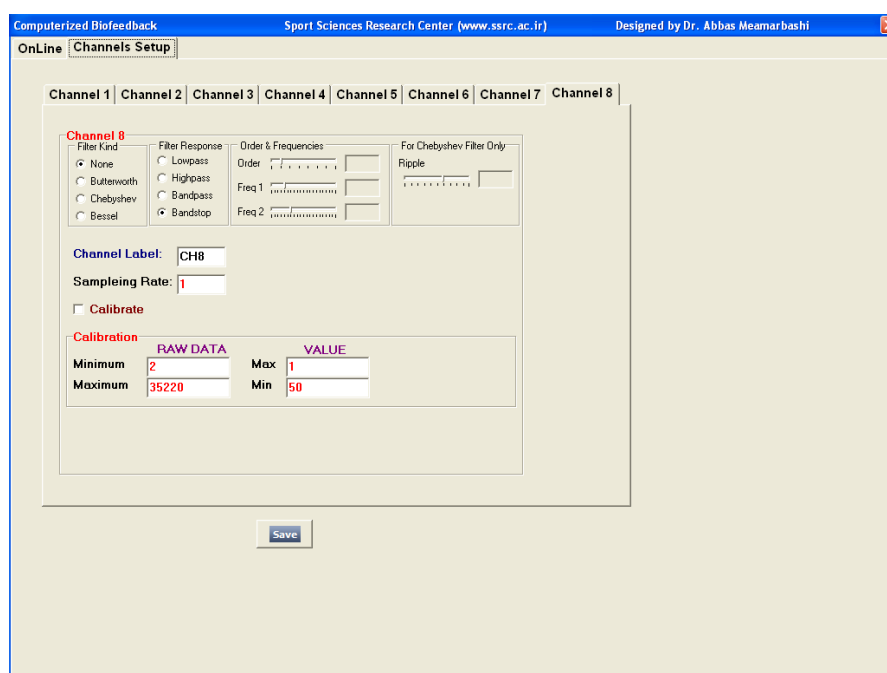 Computerized Biofeedback Sport Sciences Research Center (www.ssrc.ac.ir) Designed by Dr. Abbas Meamarbashi
OnLine Channels Setup
Channel 1 Channel 2 Channel 3 Channel 4 Channel 5 Channel 6 Channel 7 Channel 8
Channel 8
Filter Kind Filter Response Order & Frequencies For Chebyshev Filter Only
None Lowpass Order Ripple
Butterworth Highpass Freq 1
Chebyshev Bandpass
Bessel Bandstop Freq 2
Channel Label: CH8
Sampleing Rate: 1
Calibrate
Calibration
RAW DATA VALUE
Minimum 2 Max 1
Maximum 35220 Min 50
Save